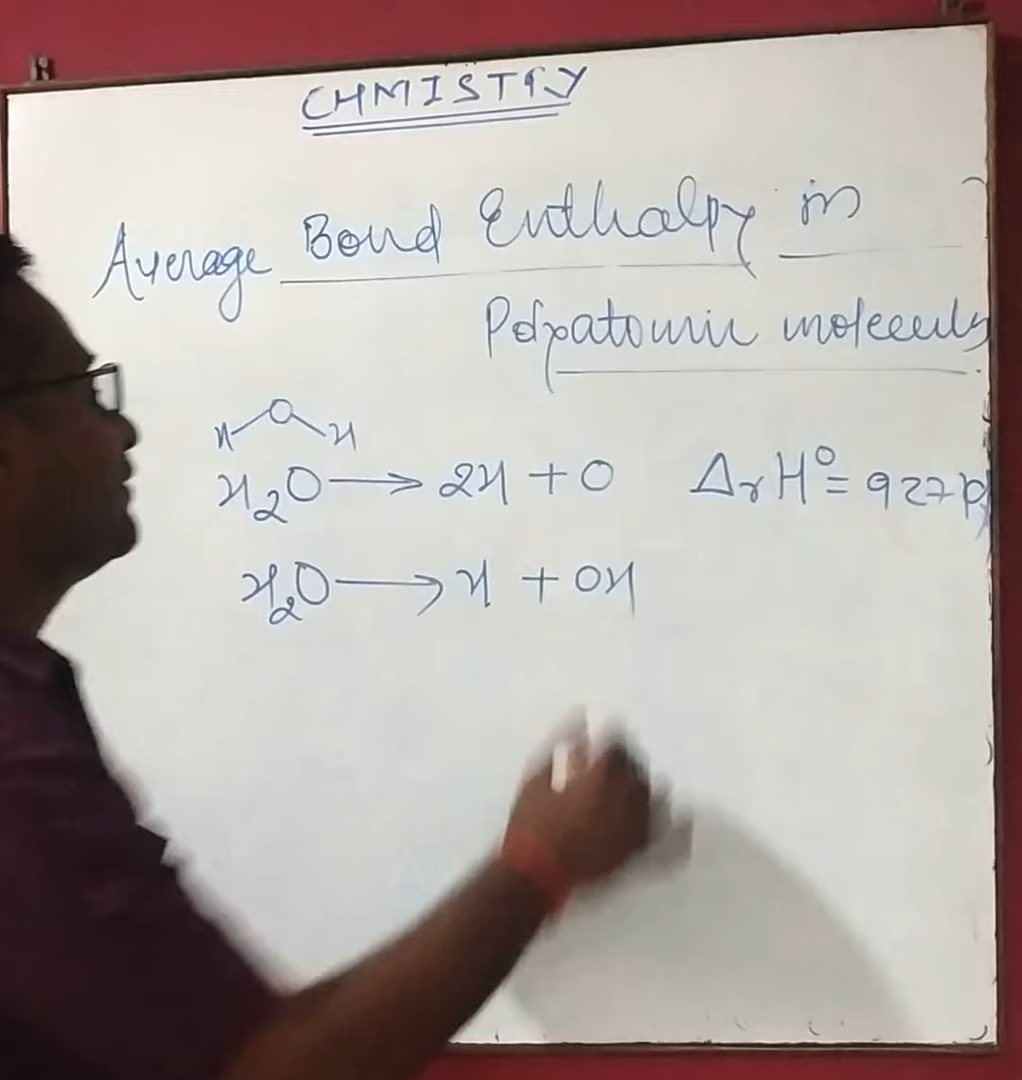 CHMISTRY
Average Bond Enthalpy in
Polyatomic molecules
H O H
H₂O → 2H + O ΔrH° = 927
H₂O → H + OH